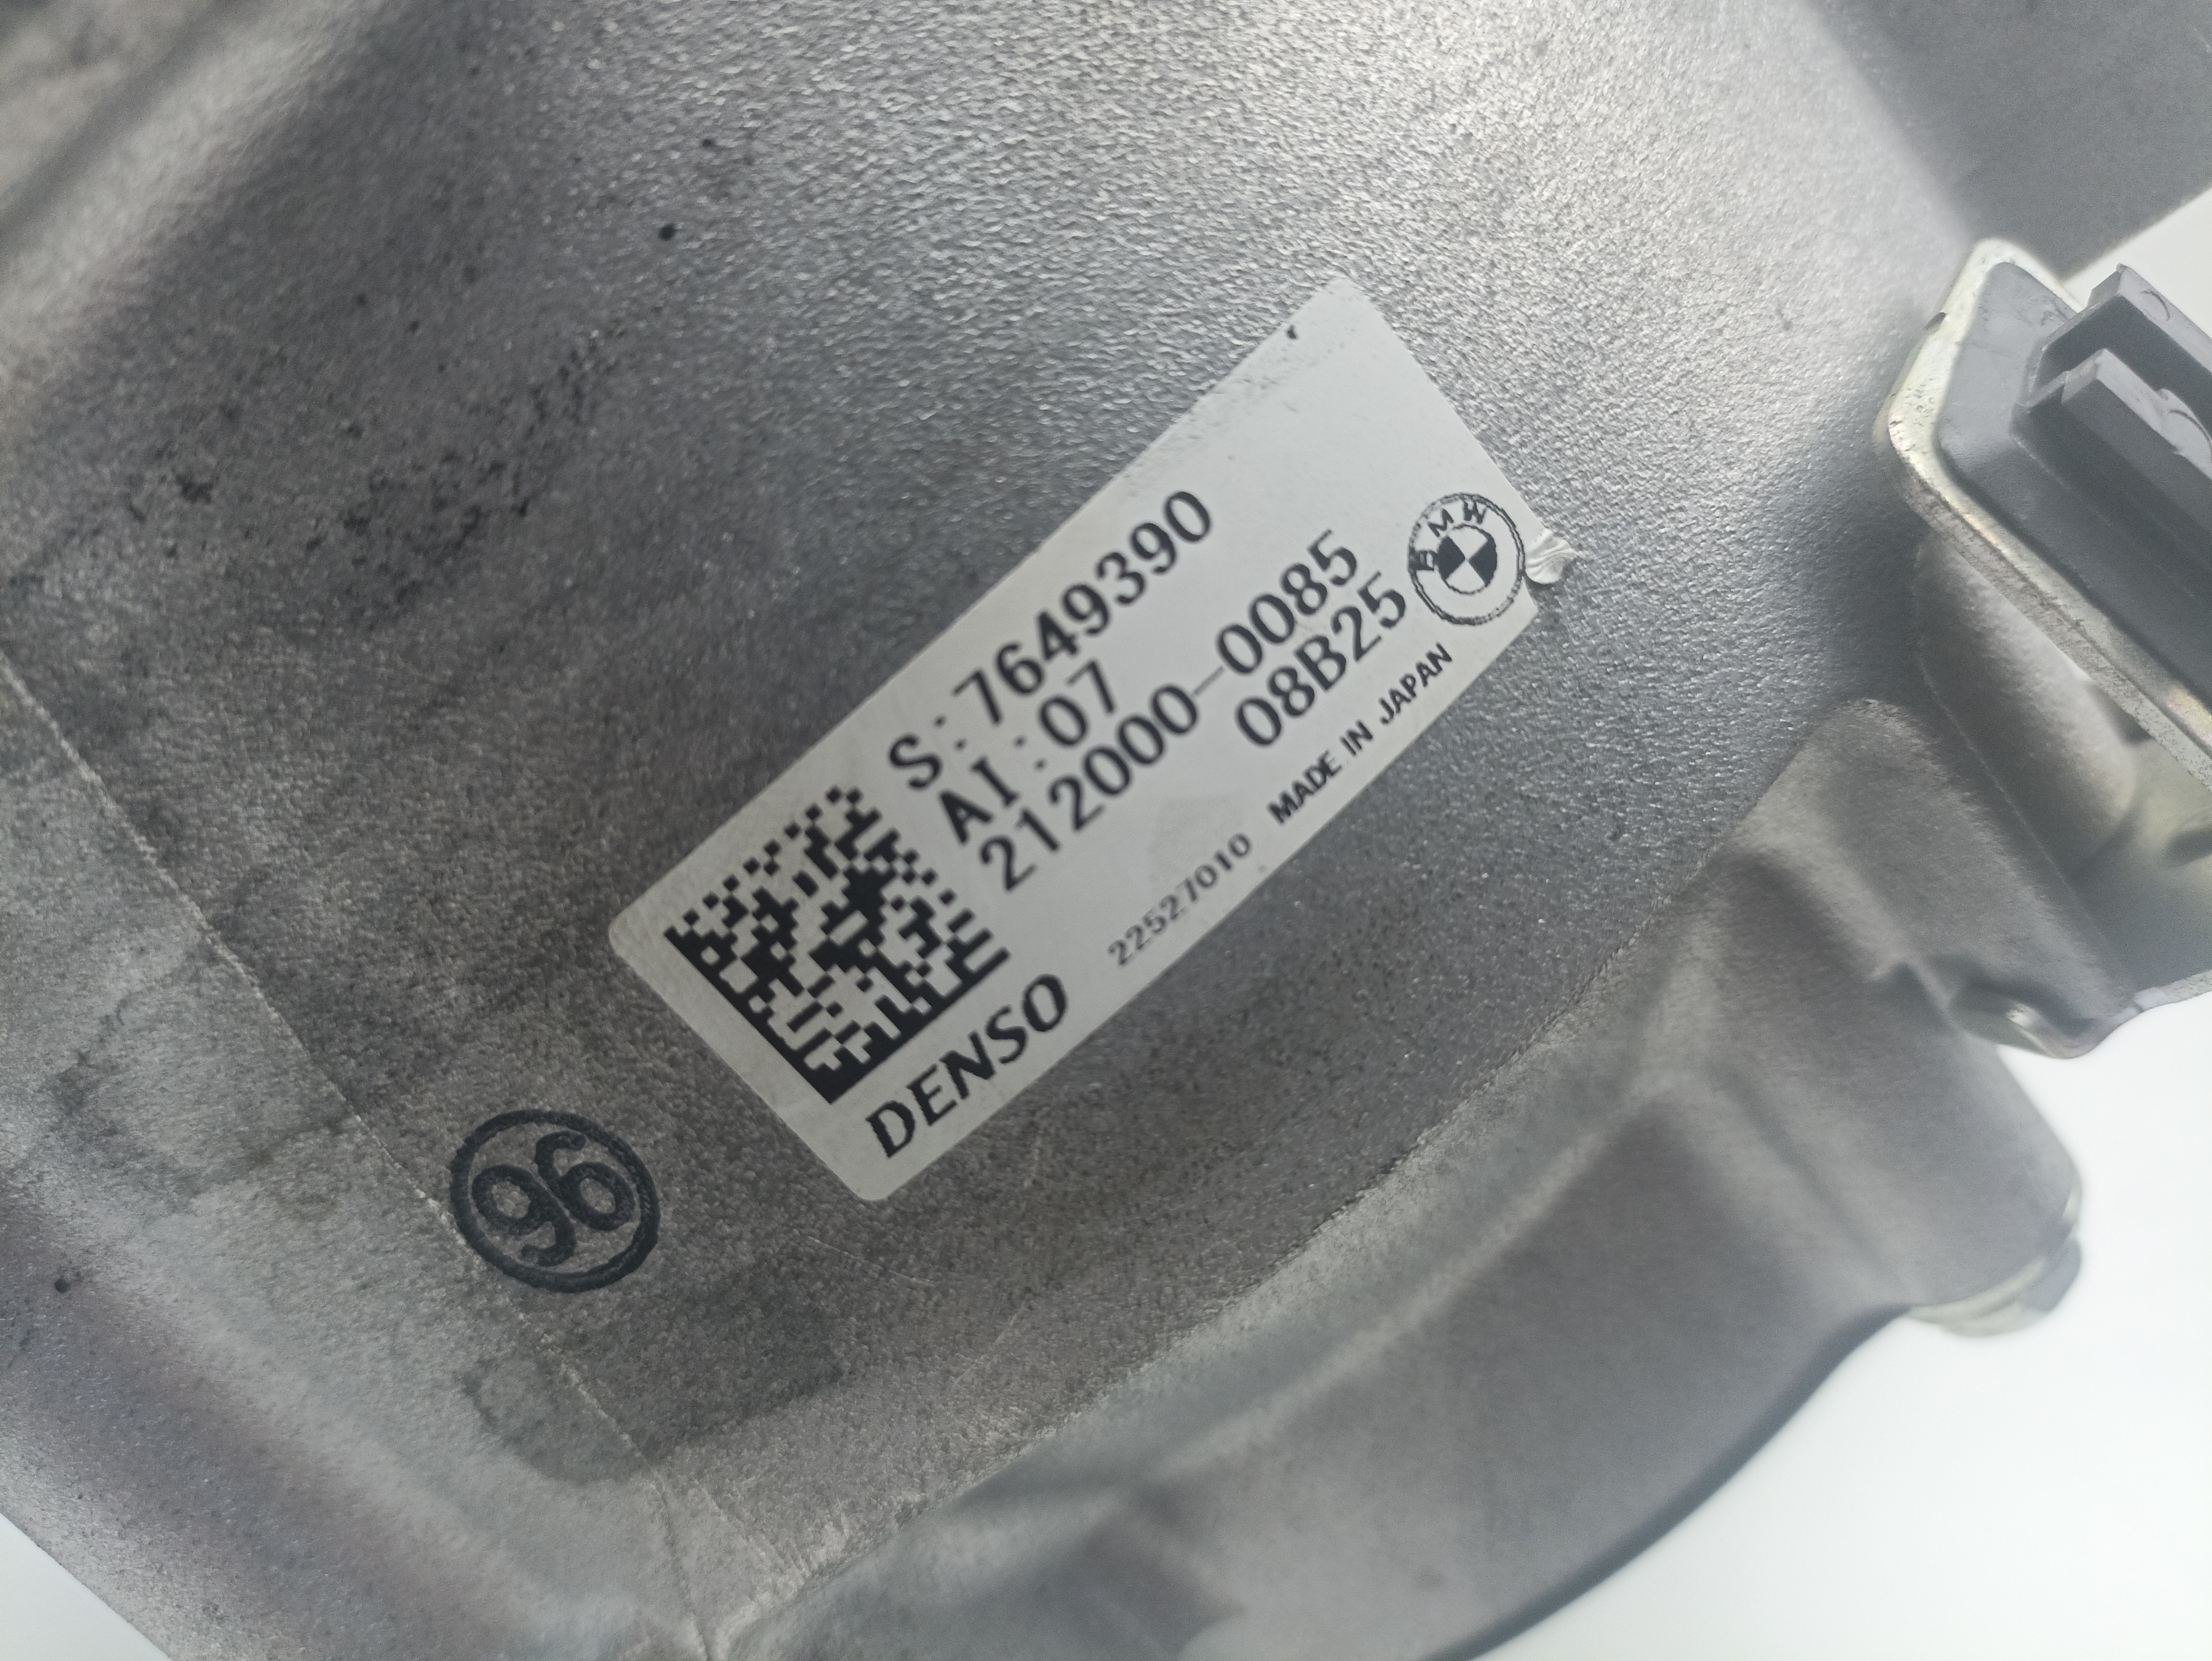 S:7649390
AI:07
212000-0085
08B25
BMW
DENSO 22527010 MADE IN JAPAN
96